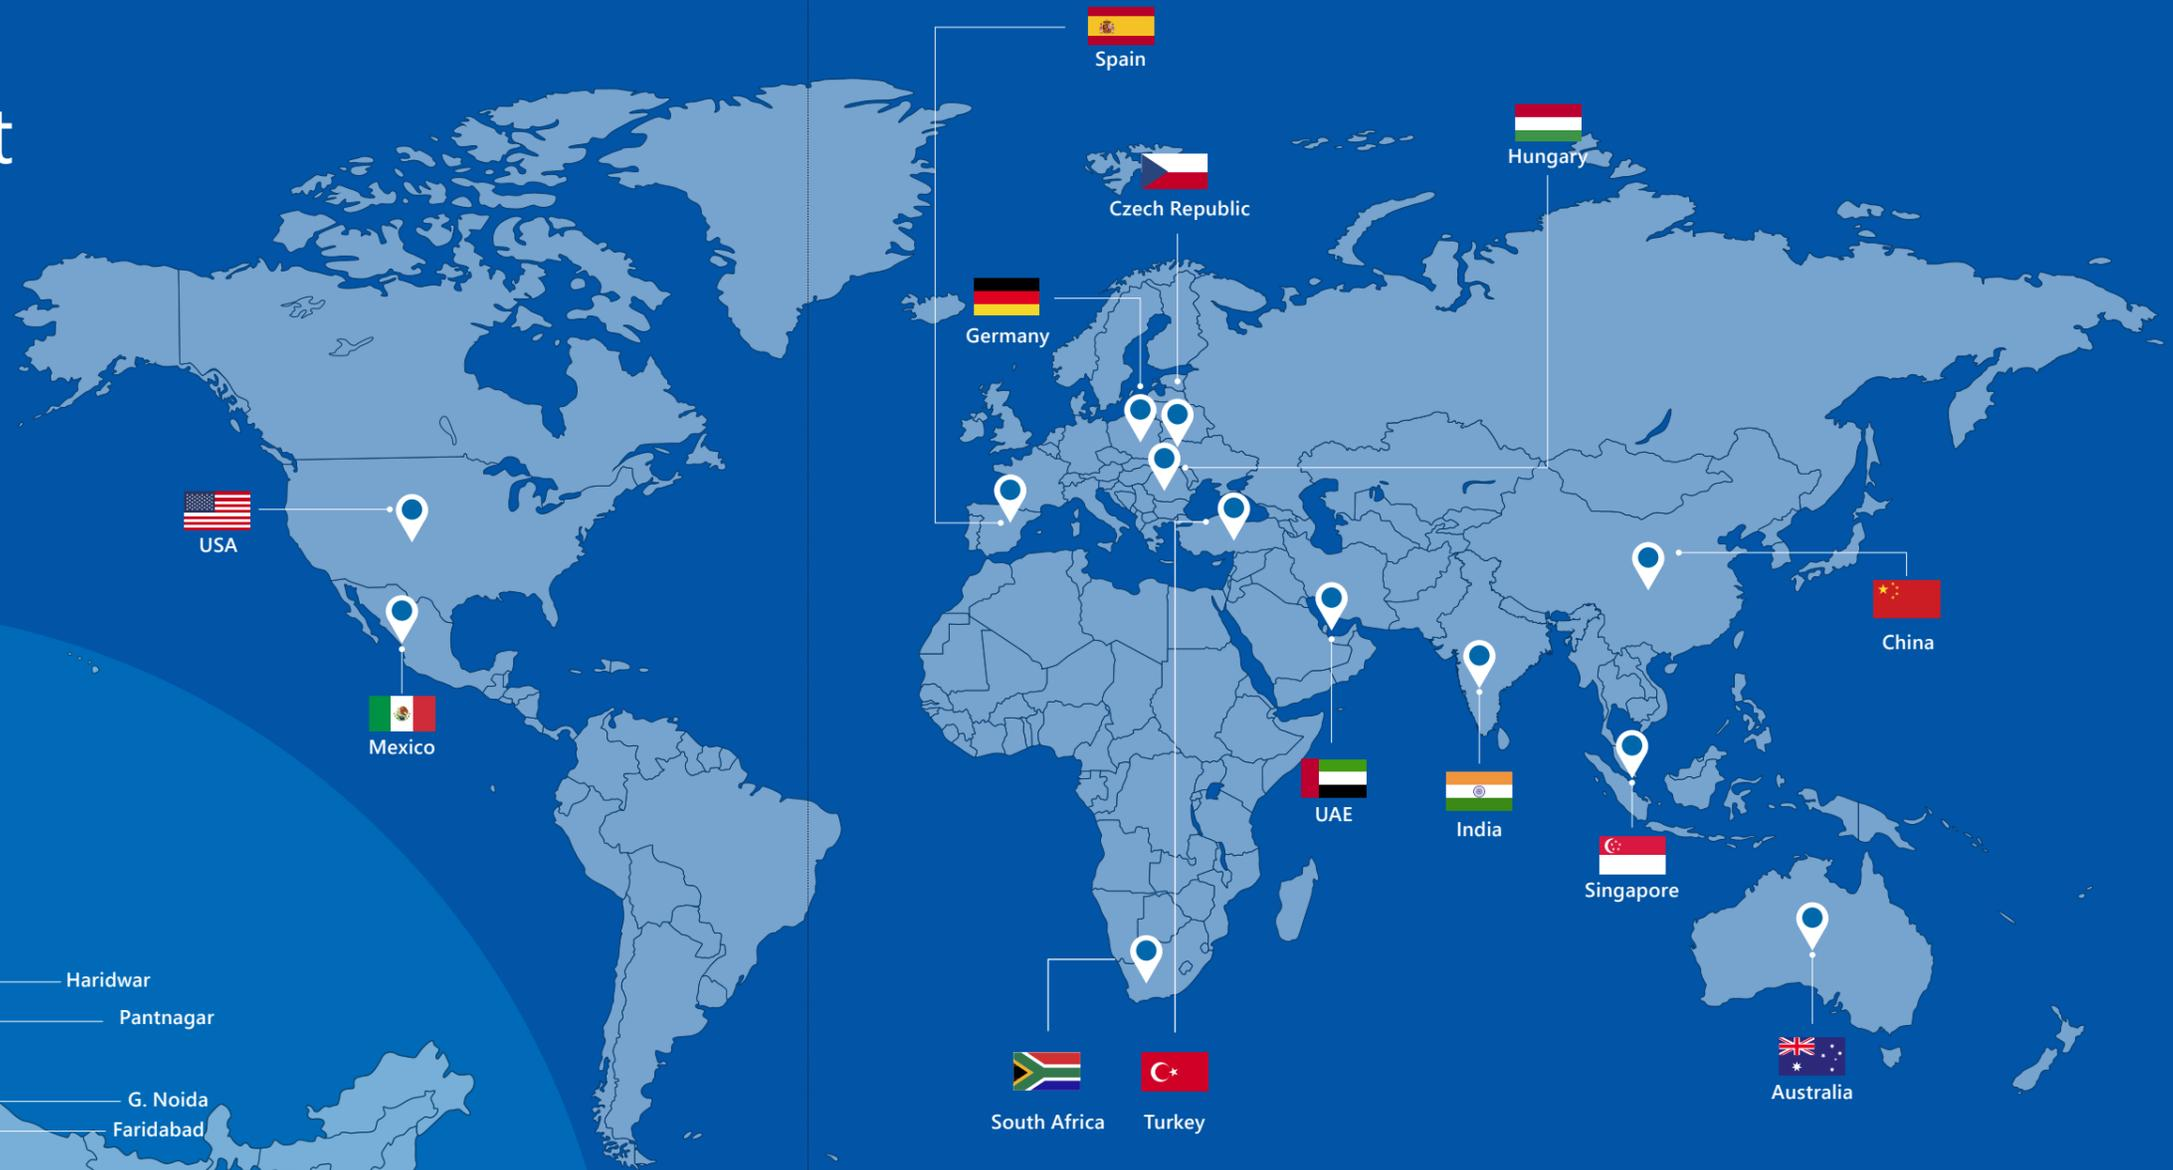 t
Spain
Hungary
Czech Republic
Germany
USA
China
Mexico
UAE
India
Singapore
Haridwar
Pantnagar
G. Noida
Faridabad
South Africa
Turkey
Australia